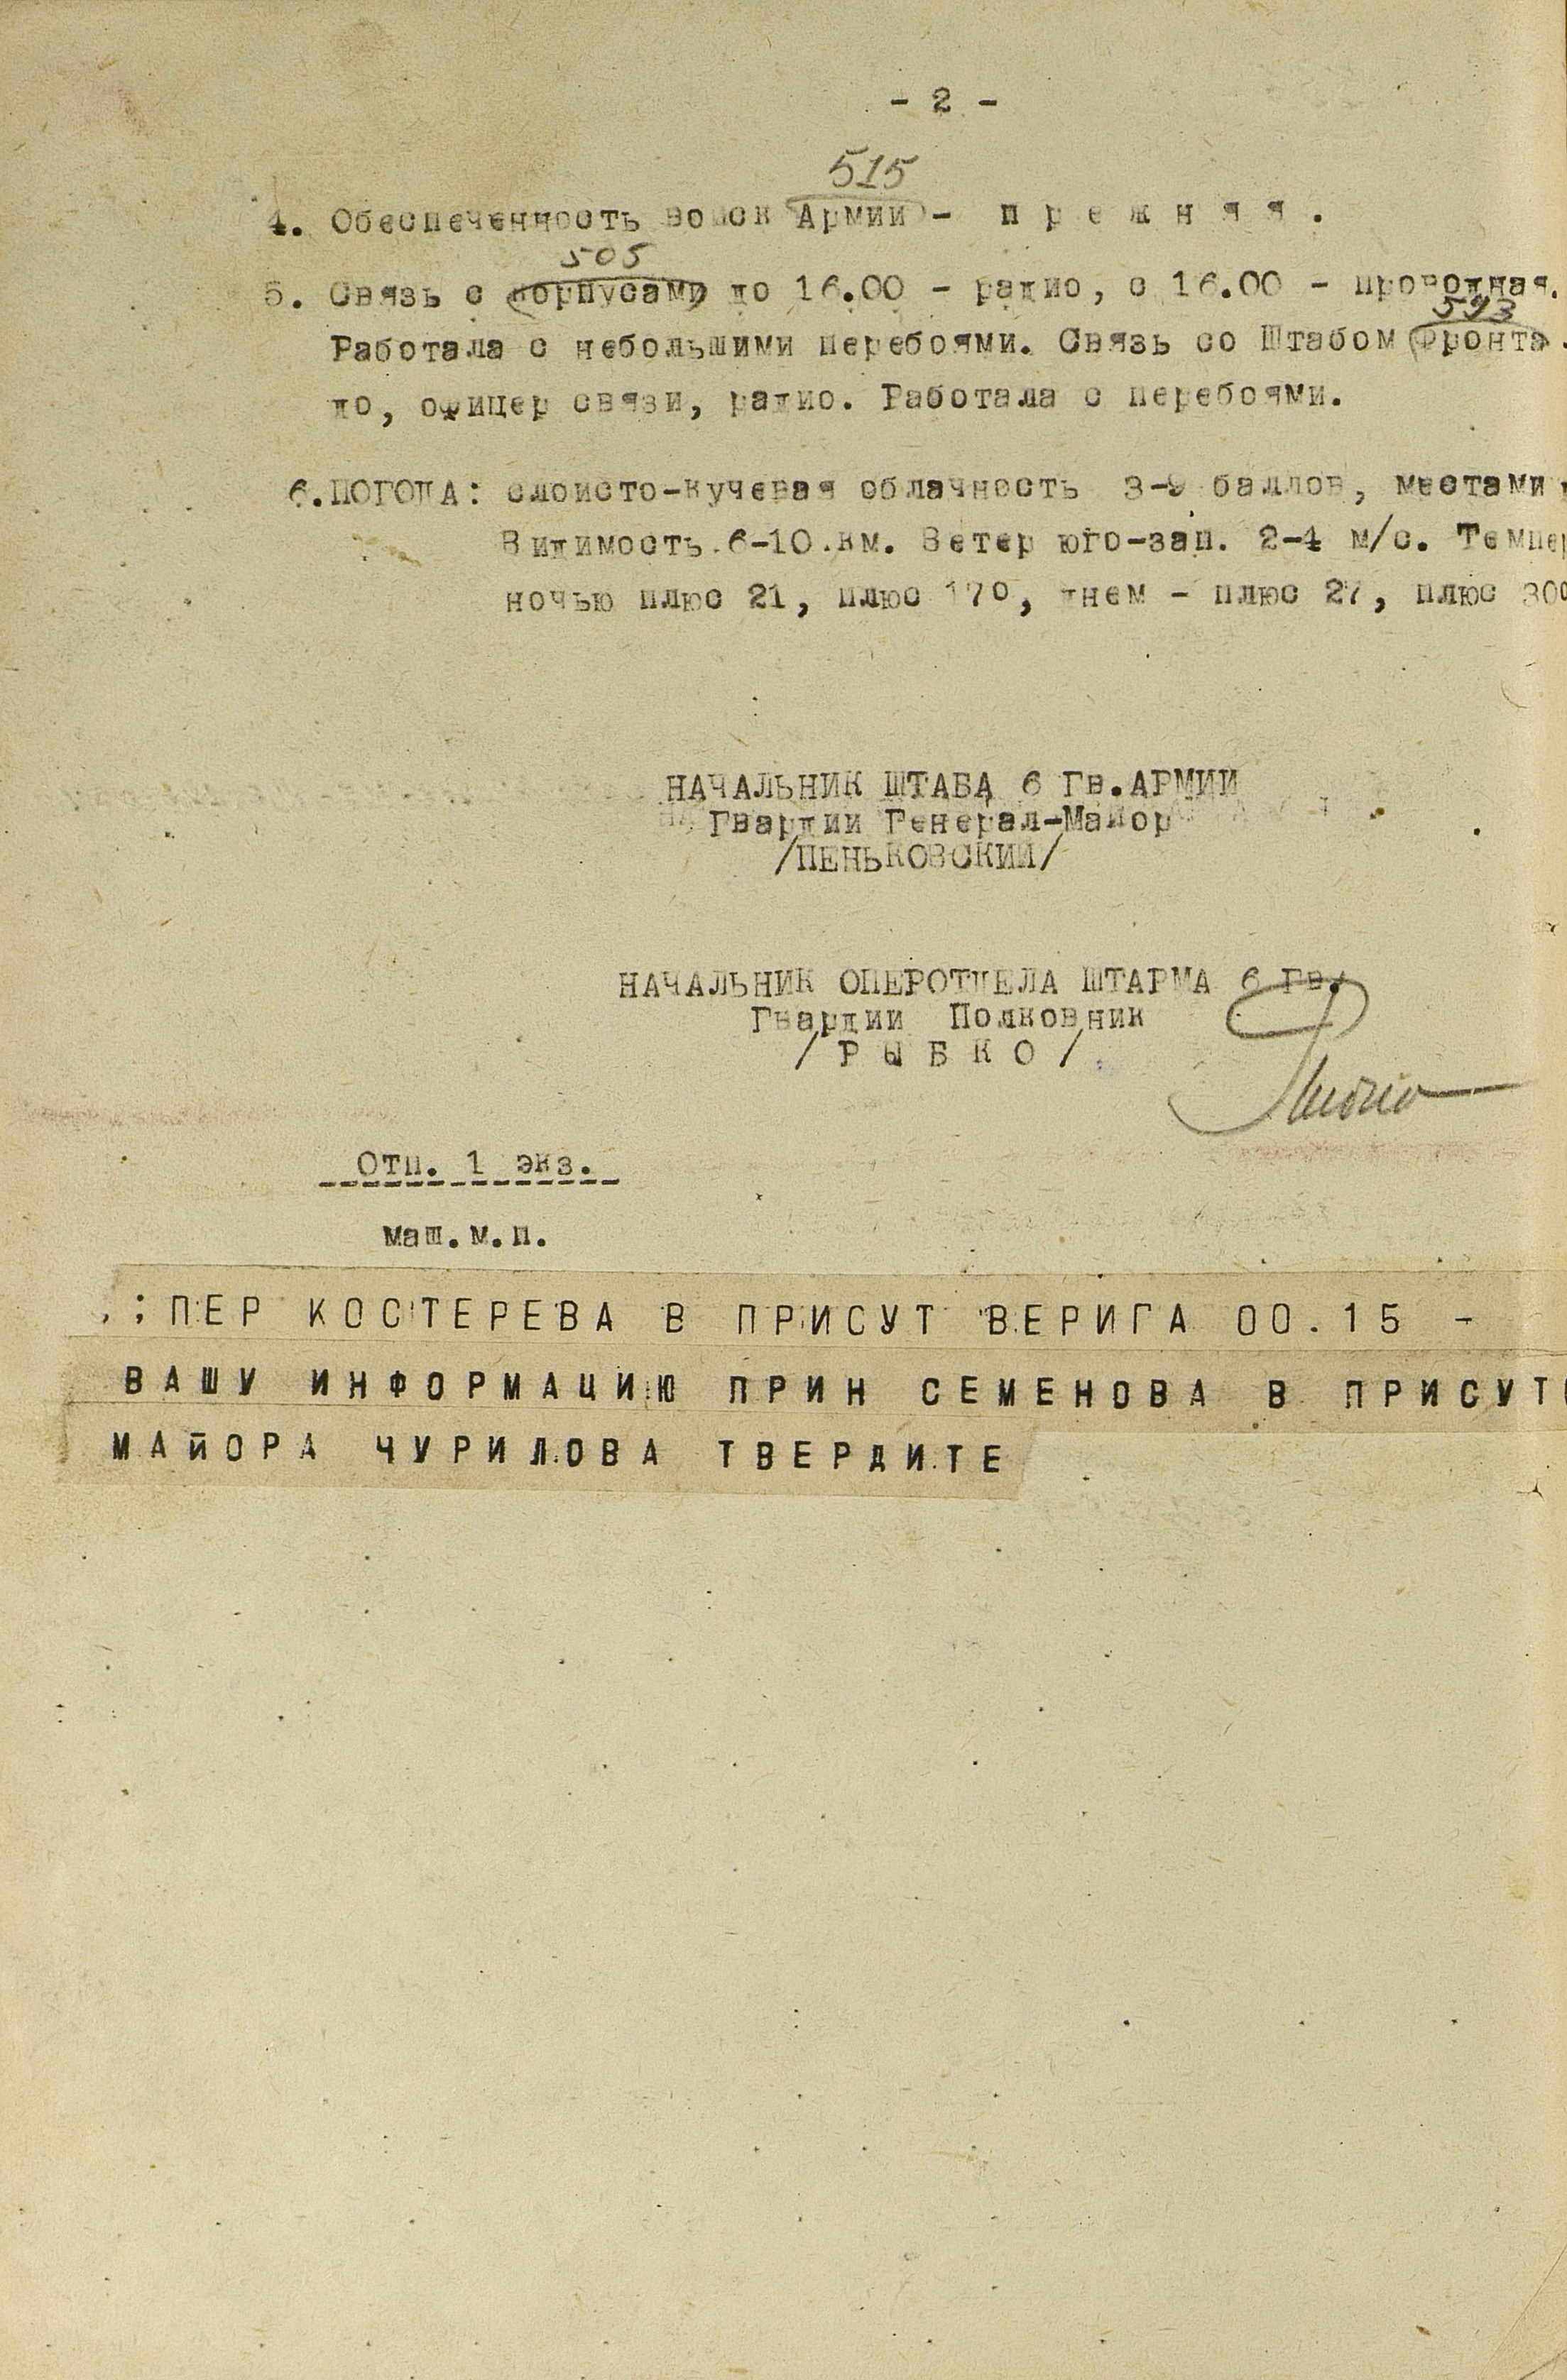 - 2 -
515
4. Обеспеченность войск Армии - п р е ж н я я .
505
5. Связь с корпусами до 16.00 - радио, с 16.00 - проводная.
593
Работала с небольшими перебоями. Связь со Штабом Фронта
до, офицер связи, радио. Работала с перебоями.
6. ПОГОДА: слоисто-кучевая облачность 3-9 баллов, местами
Видимость 6-10 км. Ветер юго-зап. 2-4 м/с. Темпер
ночью плюс 21, плюс 17°, днем - плюс 27, плюс 30°
НАЧАЛЬНИК ШТАБА 6 Гв.АРМИИ
Гвардии Генерал-Майор
/ПЕНЬКОВСКИЙ/
НАЧАЛЬНИК ОПЕРОТДЕЛА ШТАРМА 6 Гв.
Гвардии Полковник
/ Р Ы Б К О /
Отп. 1 экз.
маш.м.п.
,:ПЕР КОСТЕРЕВА В ПРИСУТ ВЕРИГА 00.15 -
ВАШУ ИНФОРМАЦИЮ ПРИН СЕМЕНОВА В ПРИСУТ
МАЙОРА ЧУРИЛОВА ТВЕРДИТЕ